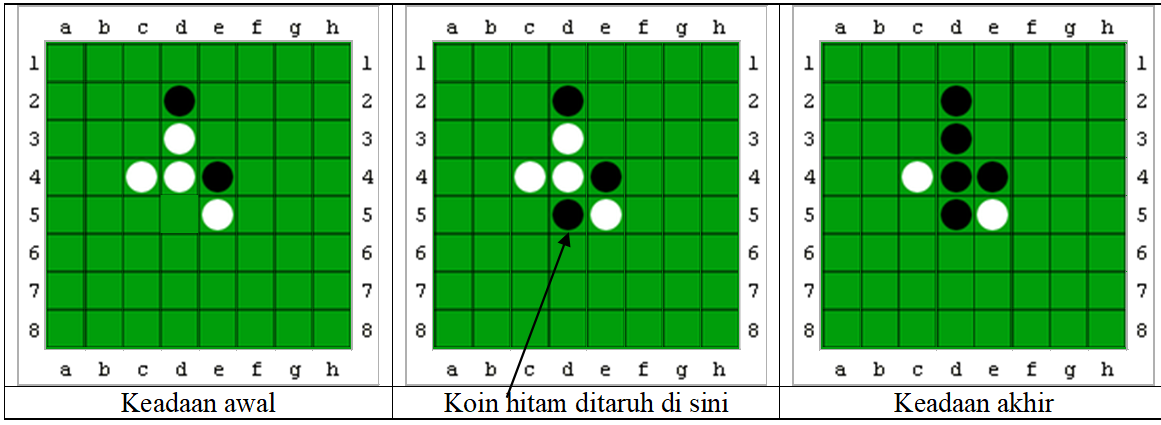 a b c d e f g h a b c d e f g h a b c d e f g h
1 1 1 1 1 1
2 2 2 2 2 2
3 3 3 3 3 3
4 4 4 4 4 4
5 5 5 5 5 5
6 6 6 6 6 6
7 7 7 7 7 7
8 8 8 8 8 8
a b c d e f g h a b c d e f g h a b c d e f g h
Keadaan awal Koin hitam ditaruh di sini Keadaan akhir